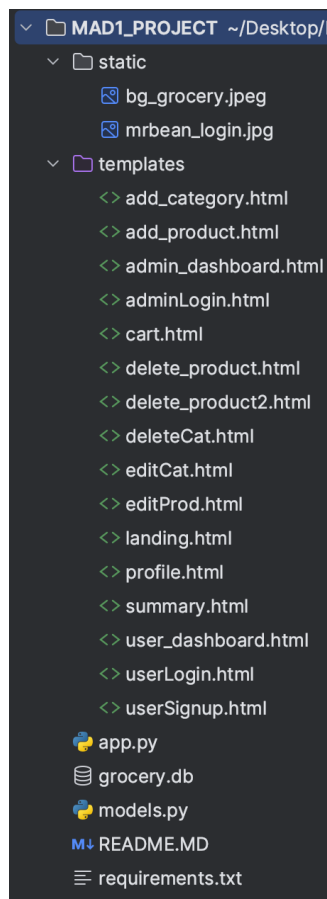 MAD1_PROJECT ~/Desktop/
static
bg_grocery.jpeg
mrbean_login.jpg
templates
<> add_category.html
<> add_product.html
<> admin_dashboard.html
<> adminLogin.html
<> cart.html
<> delete_product.html
<> delete_product2.html
<> deleteCat.html
<> editCat.html
<> editProd.html
<> landing.html
<> profile.html
<> summary.html
<> user_dashboard.html
<> userLogin.html
<> userSignup.html
app.py
grocery.db
models.py
M↓ README.MD
requirements.txt